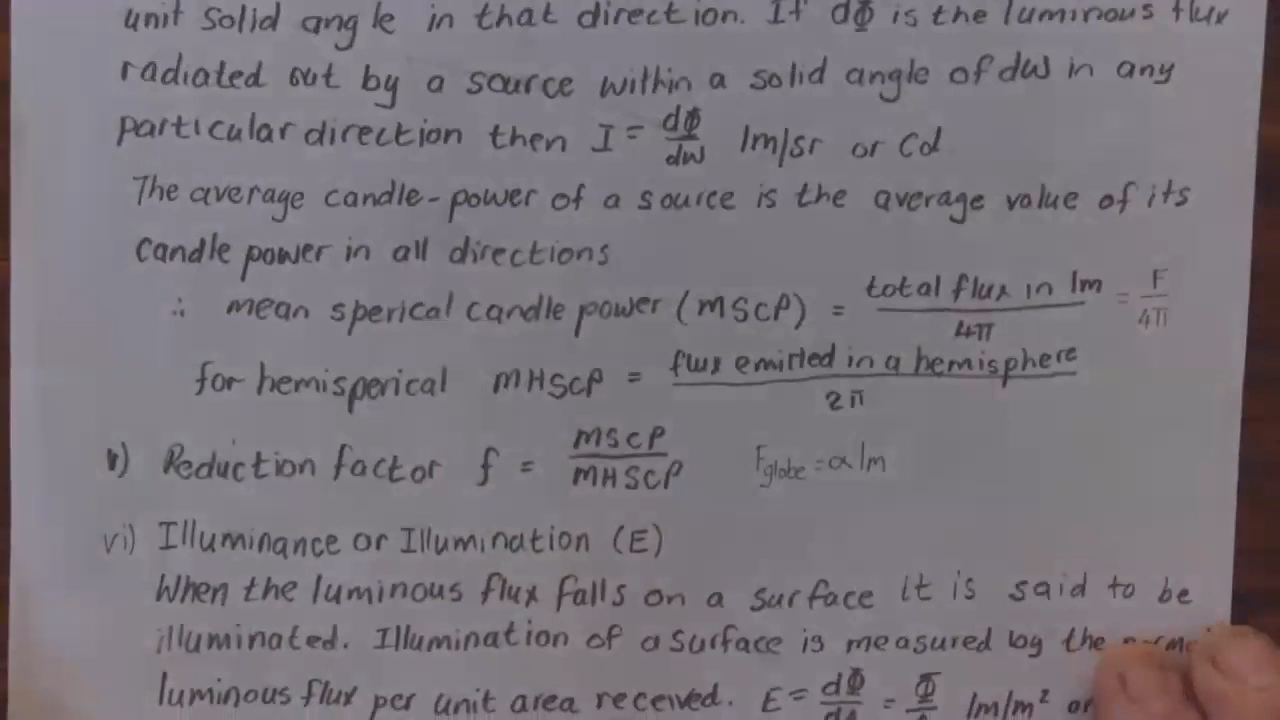 unit solid angle in that direction. If dΦ is the luminous flux
radiated out by a source within a solid angle of dω in any
particular direction then I = dΦ/dω lm/sr or Cd
The average candle-power of a source is the average value of its
candle power in all directions
∴ mean sperical candle power (MSCP) = total flux in lm / 4π = F/4π
for hemisperical MHSCP = flux emitted in a hemisphere / 2π
v) Reduction factor f = MSCP/MHSCP F globe = α lm
vi) Illuminance or Illumination (E)
When the luminous flux falls on a surface it is said to be
illuminated. Illumination of a surface is measured by the
luminous flux per unit area received. E = dΦ/dA = Φ/A lm/m² or